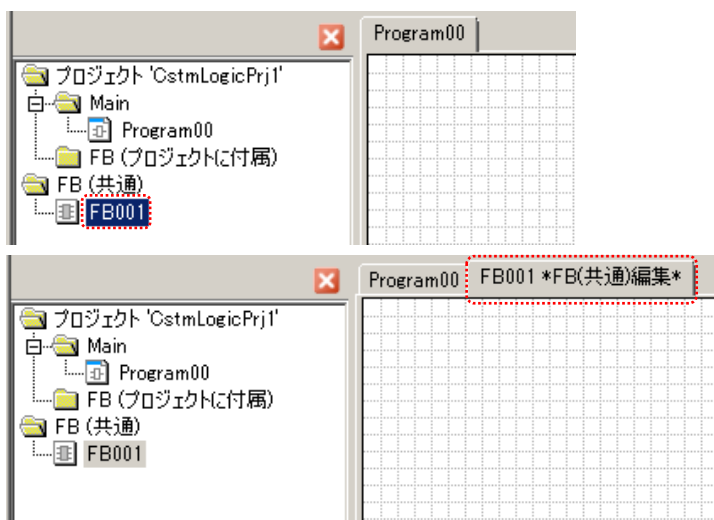 Program00
プロジェクト 'CstmLogicPrj1'
Main
Program00
FB (プロジェクトに付属)
FB (共通)
FB001
Program00 FB001 *FB(共通)編集*
プロジェクト 'CstmLogicPrj1'
Main
Program00
FB (プロジェクトに付属)
FB (共通)
FB001